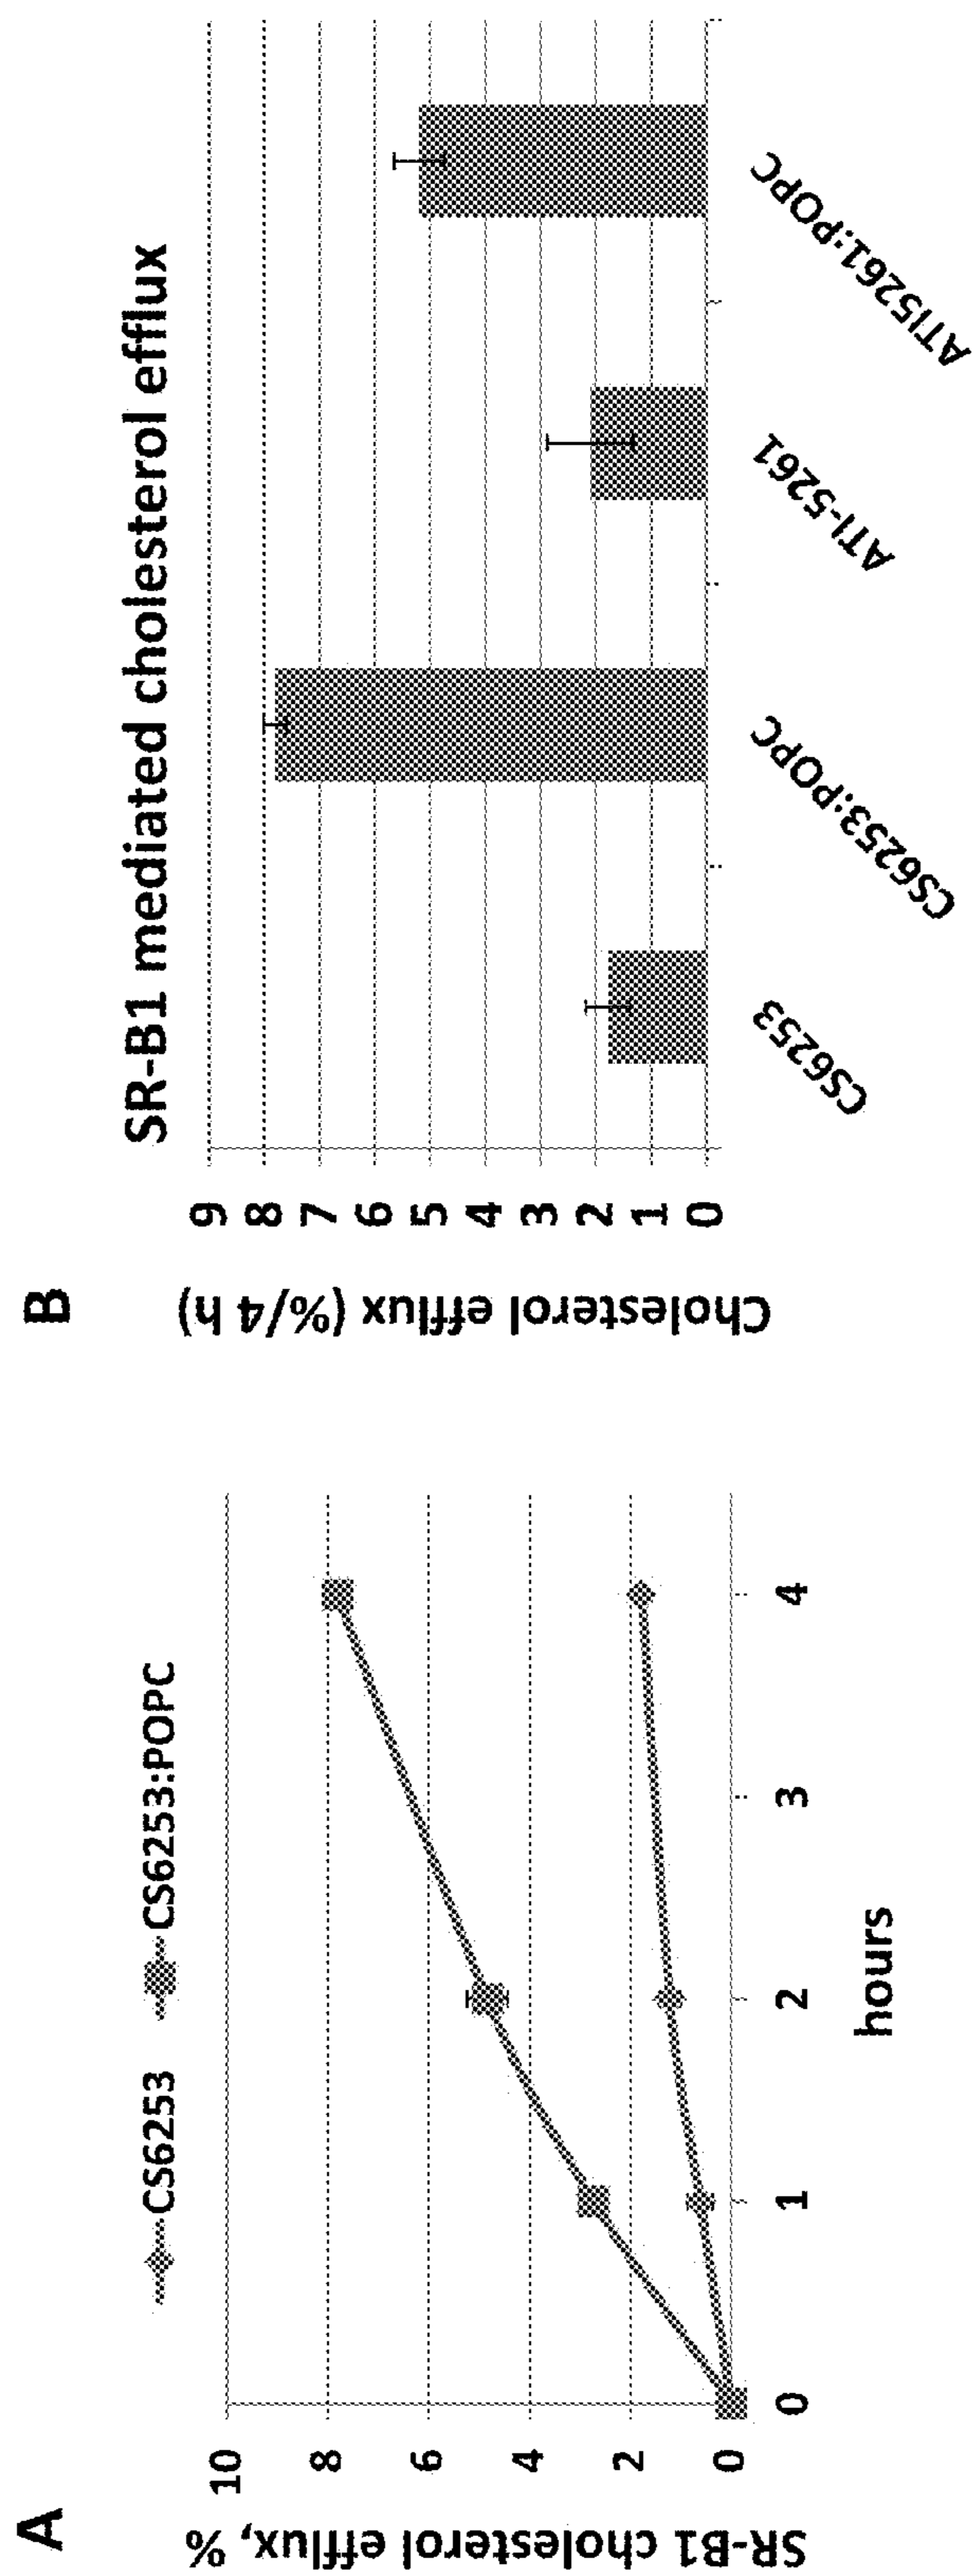 A
CS6253 CS6253:POPC
SR-B1 cholesterol efflux, %
10
8
6
4
2
0
0 1 2 3 4
hours
B
SR-B1 mediated cholesterol efflux
Cholesterol efflux (%/4 h)
9
8
7
6
5
4
3
2
1
0
CS6253
CS6253:POPC
ATI-5261
ATI5261:POPC